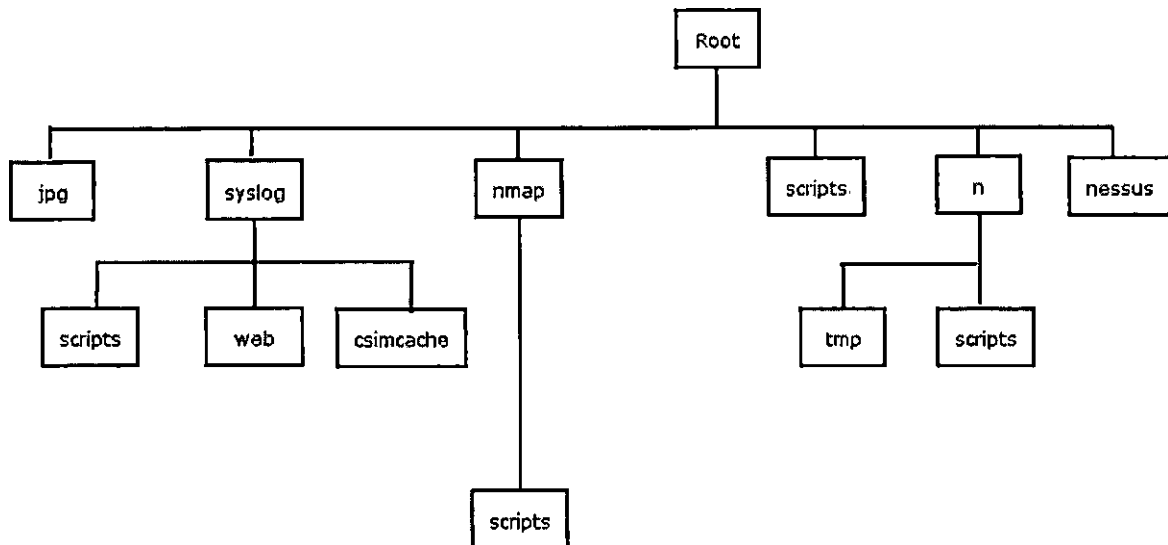 Root
jpg
syslog
nmap
scripts
n
nessus
scripts
web
csimcache
tmp
scripts
scripts